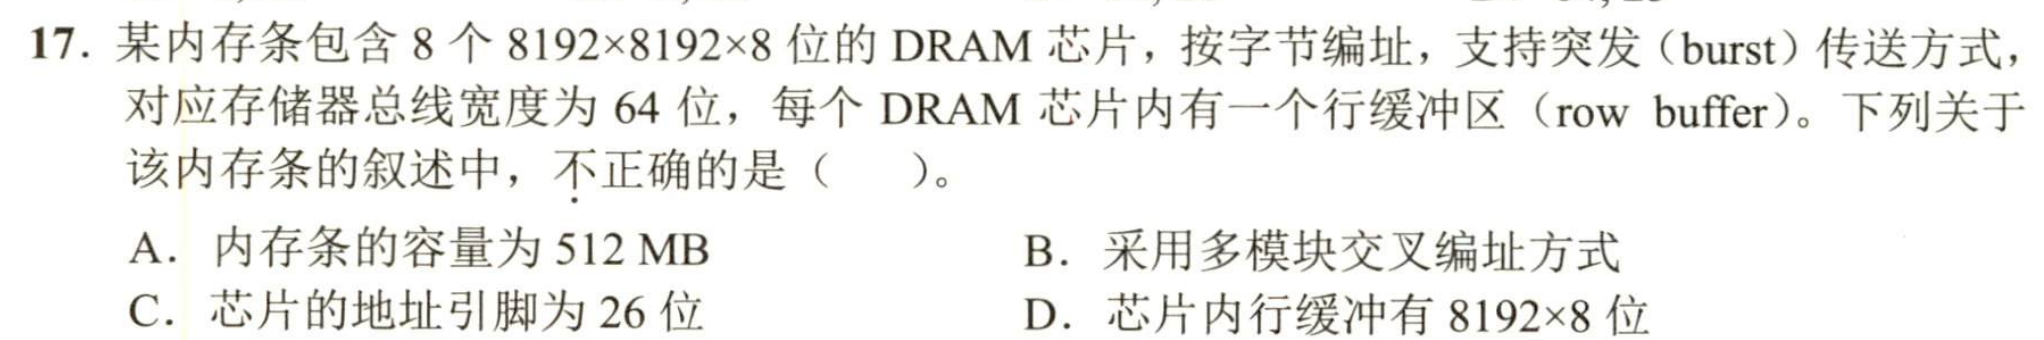 17. 某内存条包含 8 个 8192×8192×8 位的 DRAM 芯片，按字节编址，支持突发（burst）传送方式，
对应存储器总线宽度为 64 位，每个 DRAM 芯片内有一个行缓冲区（row buffer）。下列关于
该内存条的叙述中，不正确的是（  ）。
A. 内存条的容量为 512 MB B. 采用多模块交叉编址方式
C. 芯片的地址引脚为 26 位 D. 芯片内行缓冲有 8192×8 位